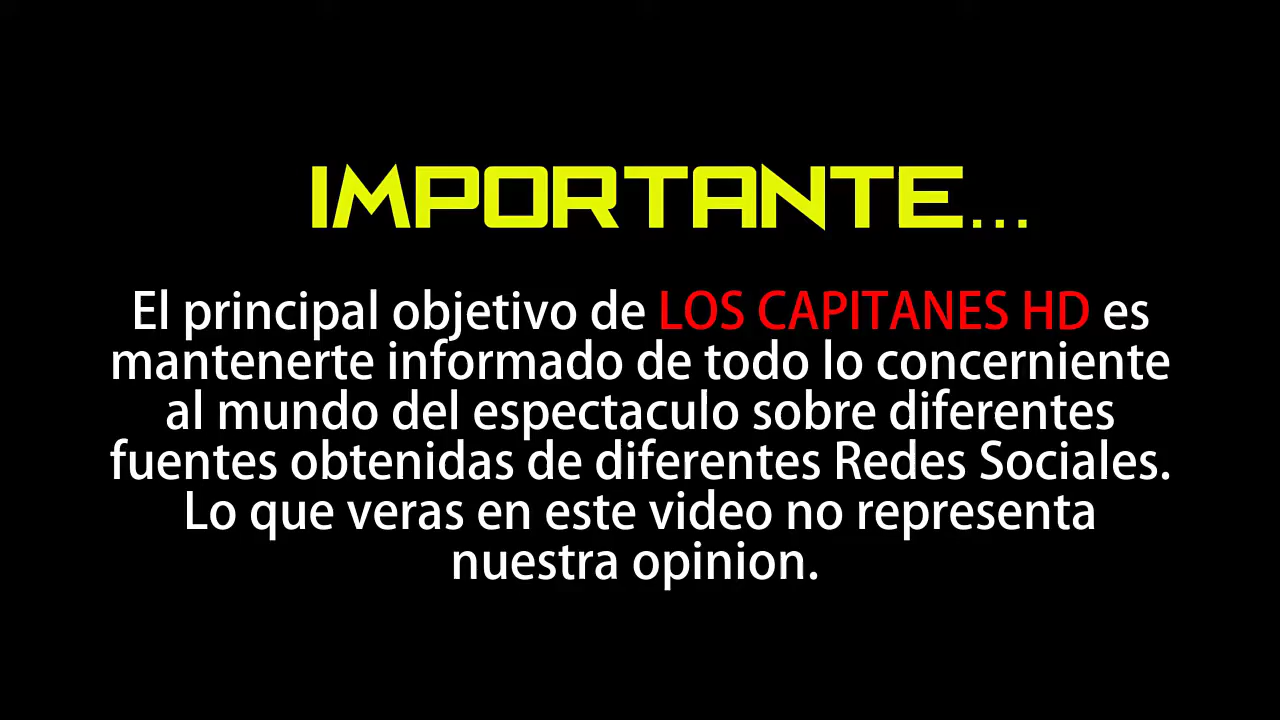 IMPORTANTE...
El principal objetivo de LOS CAPITANES HD es
mantenerte informado de todo lo concerniente
al mundo del espectaculo sobre diferentes
fuentes obtenidas de diferentes Redes Sociales.
Lo que veras en este video no representa
nuestra opinion.